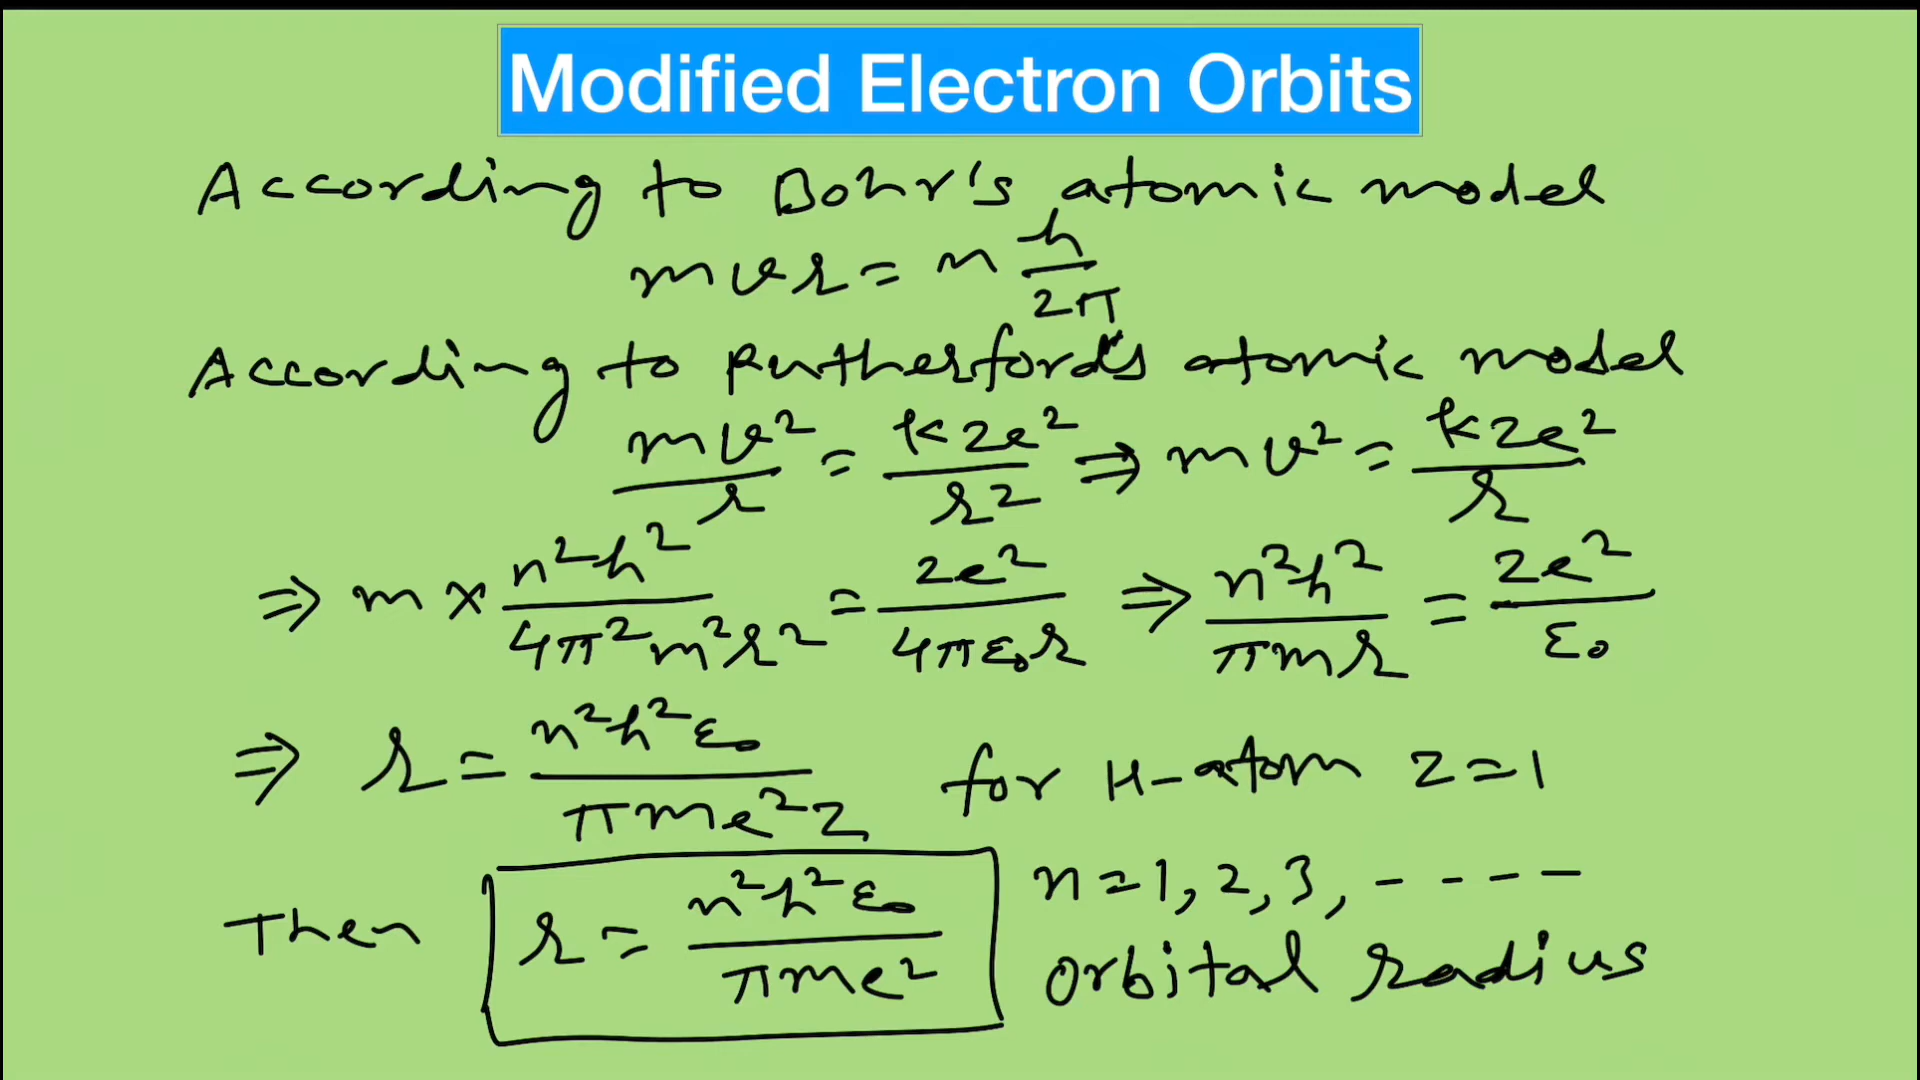 Modified Electron Orbits
According to Bohr's atomic model
mvr = n h/2π
According to Rutherford's atomic model
mv²/r = kze²/r² ⇒ mv² = kze²/r
⇒ m × n²h²/4π²m²r² = ze²/4πε₀r ⇒ n²h²/πmr = ze²/ε₀
⇒ r = n²h²ε₀/πme²z for H-atom z=1
Then r = n²h²ε₀/πme² n=1, 2, 3, -----
orbital radius